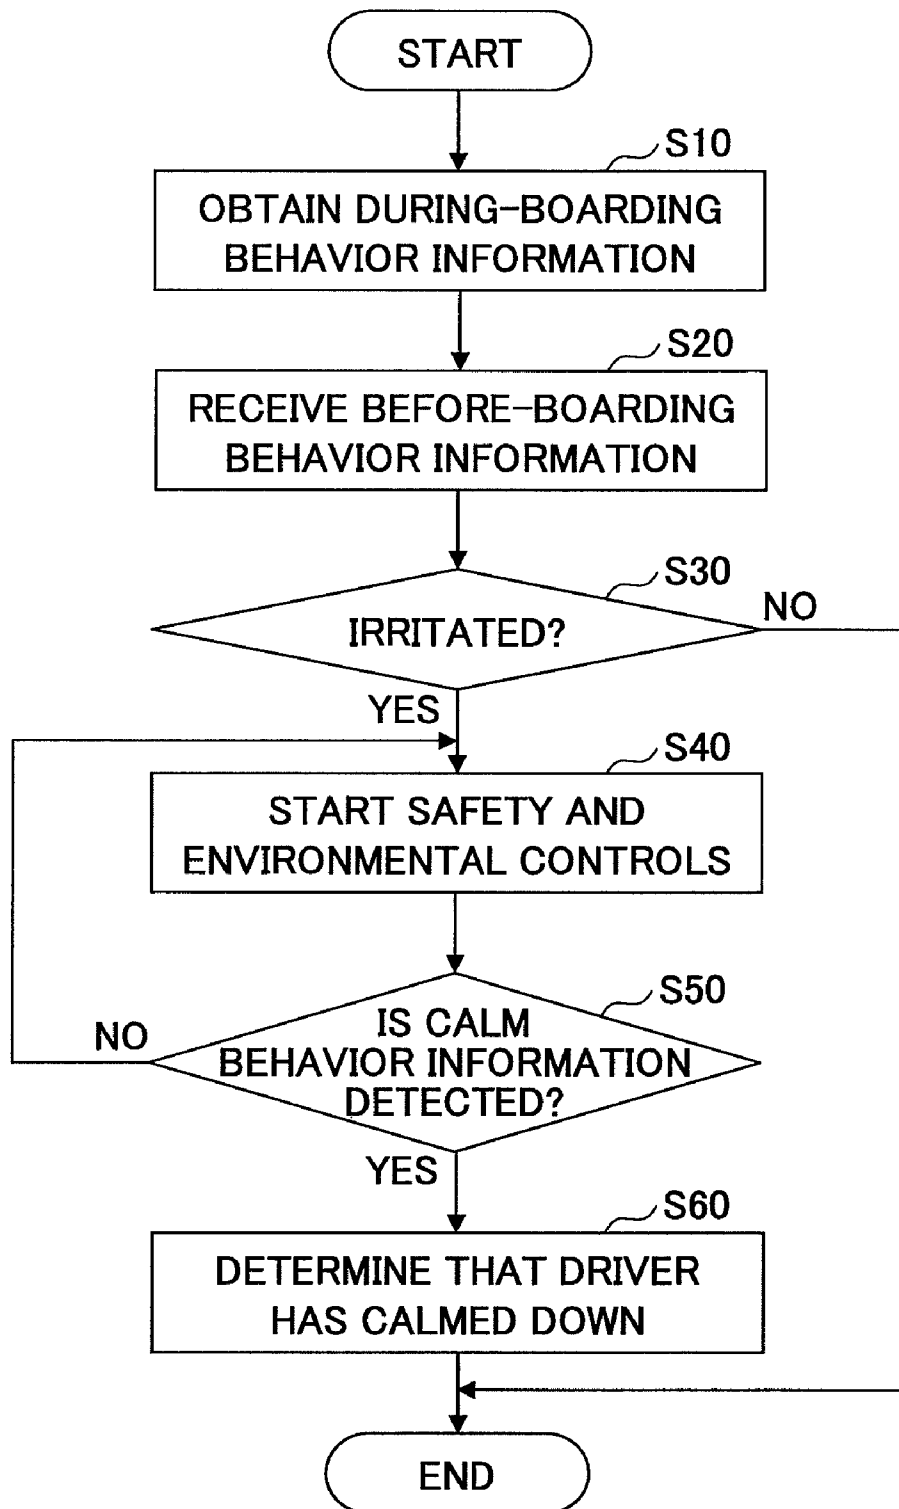 START
S10
OBTAIN DURING-BOARDING
BEHAVIOR INFORMATION
S20
RECEIVE BEFORE-BOARDING
BEHAVIOR INFORMATION
S30
IRRITATED?
NO
YES
S40
START SAFETY AND
ENVIRONMENTAL CONTROLS
S50
IS CALM
BEHAVIOR INFORMATION
DETECTED?
NO
YES
S60
DETERMINE THAT DRIVER
HAS CALMED DOWN
END